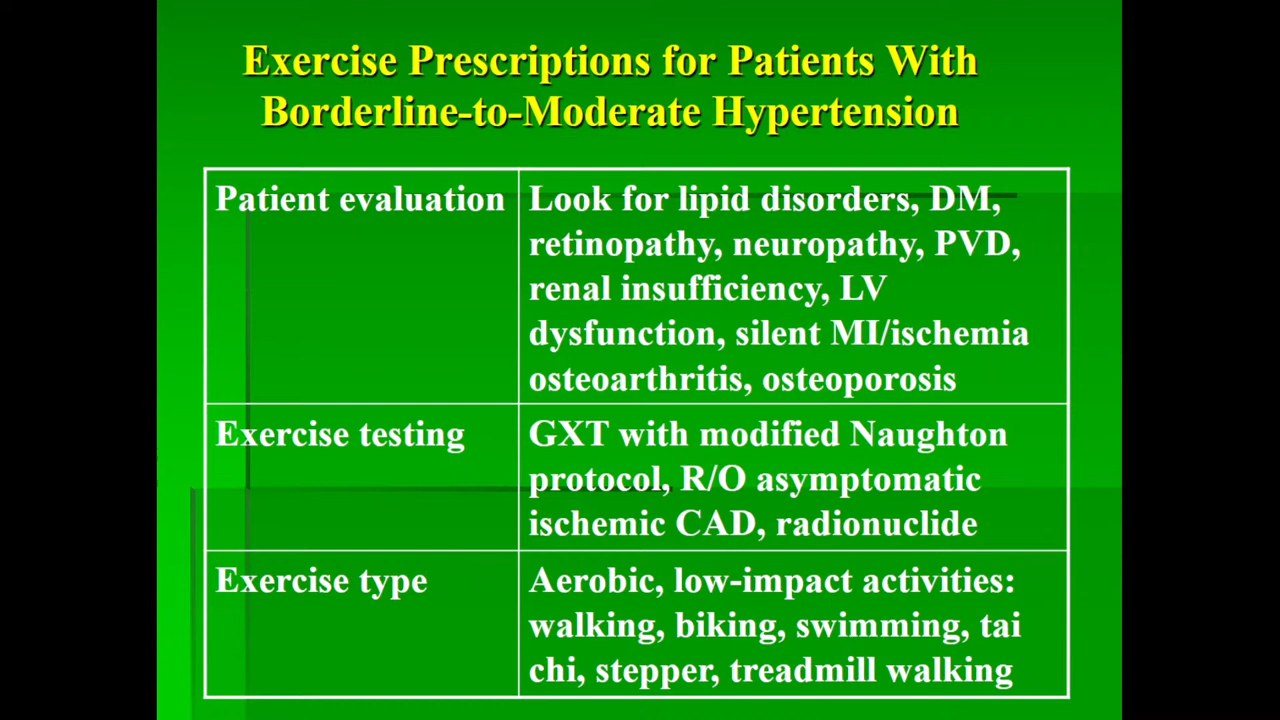 Exercise Prescriptions for Patients With
Borderline-to-Moderate Hypertension
Patient evaluation
Look for lipid disorders, DM,
retinopathy, neuropathy, PVD,
renal insufficiency, LV
dysfunction, silent MI/ischemia
osteoarthritis, osteoporosis
Exercise testing
GXT with modified Naughton
protocol, R/O asymptomatic
ischemic CAD, radionuclide
Exercise type
Aerobic, low-impact activities:
walking, biking, swimming, tai
chi, stepper, treadmill walking